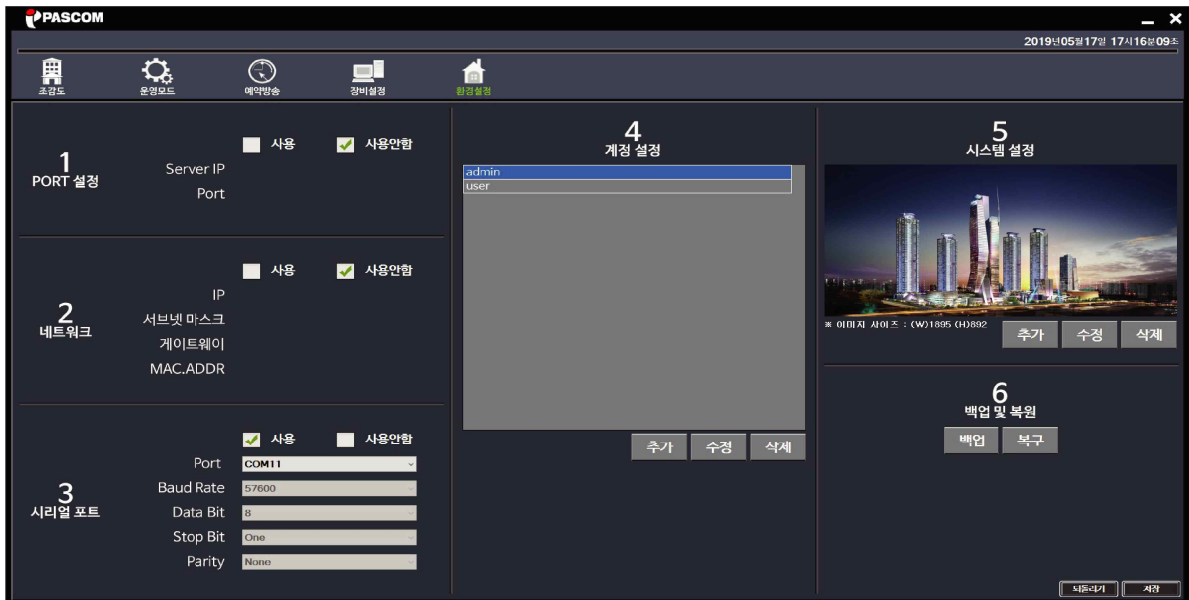 PASCOM
2019년05월17일 17시16분09초
조감도
운영모드
예약방송
장비설정
환경설정
1
PORT 설정
사용
사용안함
Server IP
Port
2
네트워크
사용
사용안함
IP
서브넷 마스크
게이트웨이
MAC.ADDR
3
시리얼 포트
사용
사용안함
Port
COM11
Baud Rate
57600
Data Bit
8
Stop Bit
One
Parity
None
4
계정 설정
admin
user
추가
수정
삭제
5
시스템 설정
※ 이미지 사이즈 : (W)1895 (H)892
추가
수정
삭제
6
백업 및 복원
백업
복구
되돌리기
저장